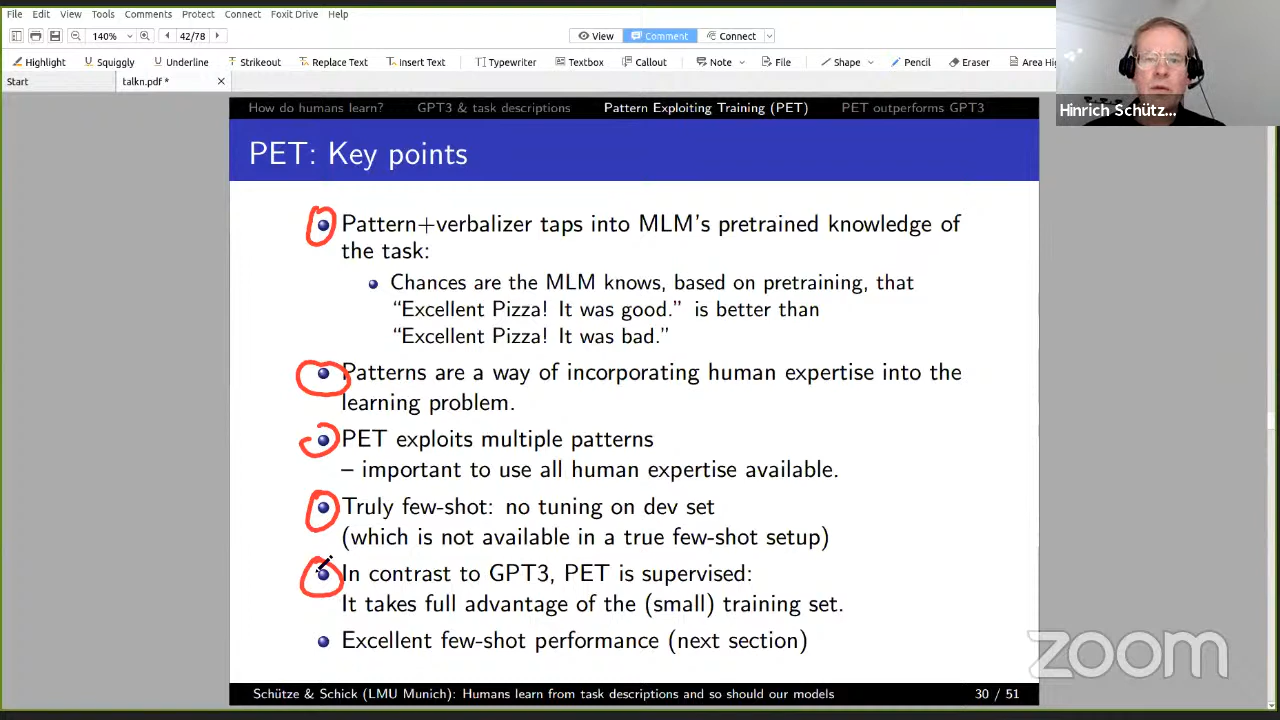 File Edit View Tools Comments Protect Connect Foxit Drive Help
140% 42/78 View Comment Connect
Highlight Squiggly Underline Strikeout Replace Text Insert Text Typewriter Textbox Callout Note File Shape Pencil Eraser Area Hig
Start talkn.pdf *
Hinrich Schütz...
How do humans learn? GPT3 & task descriptions Pattern Exploiting Training (PET) PET outperforms GPT3
PET: Key points
Pattern+verbalizer taps into MLM's pretrained knowledge of
the task:
Chances are the MLM knows, based on pretraining, that
“Excellent Pizza! It was good.” is better than
“Excellent Pizza! It was bad.”
Patterns are a way of incorporating human expertise into the
learning problem.
PET exploits multiple patterns
– important to use all human expertise available.
Truly few-shot: no tuning on dev set
(which is not available in a true few-shot setup)
In contrast to GPT3, PET is supervised:
It takes full advantage of the (small) training set.
Excellent few-shot performance (next section)
zoom
Schütze & Schick (LMU Munich): Humans learn from task descriptions and so should our models 30 / 51